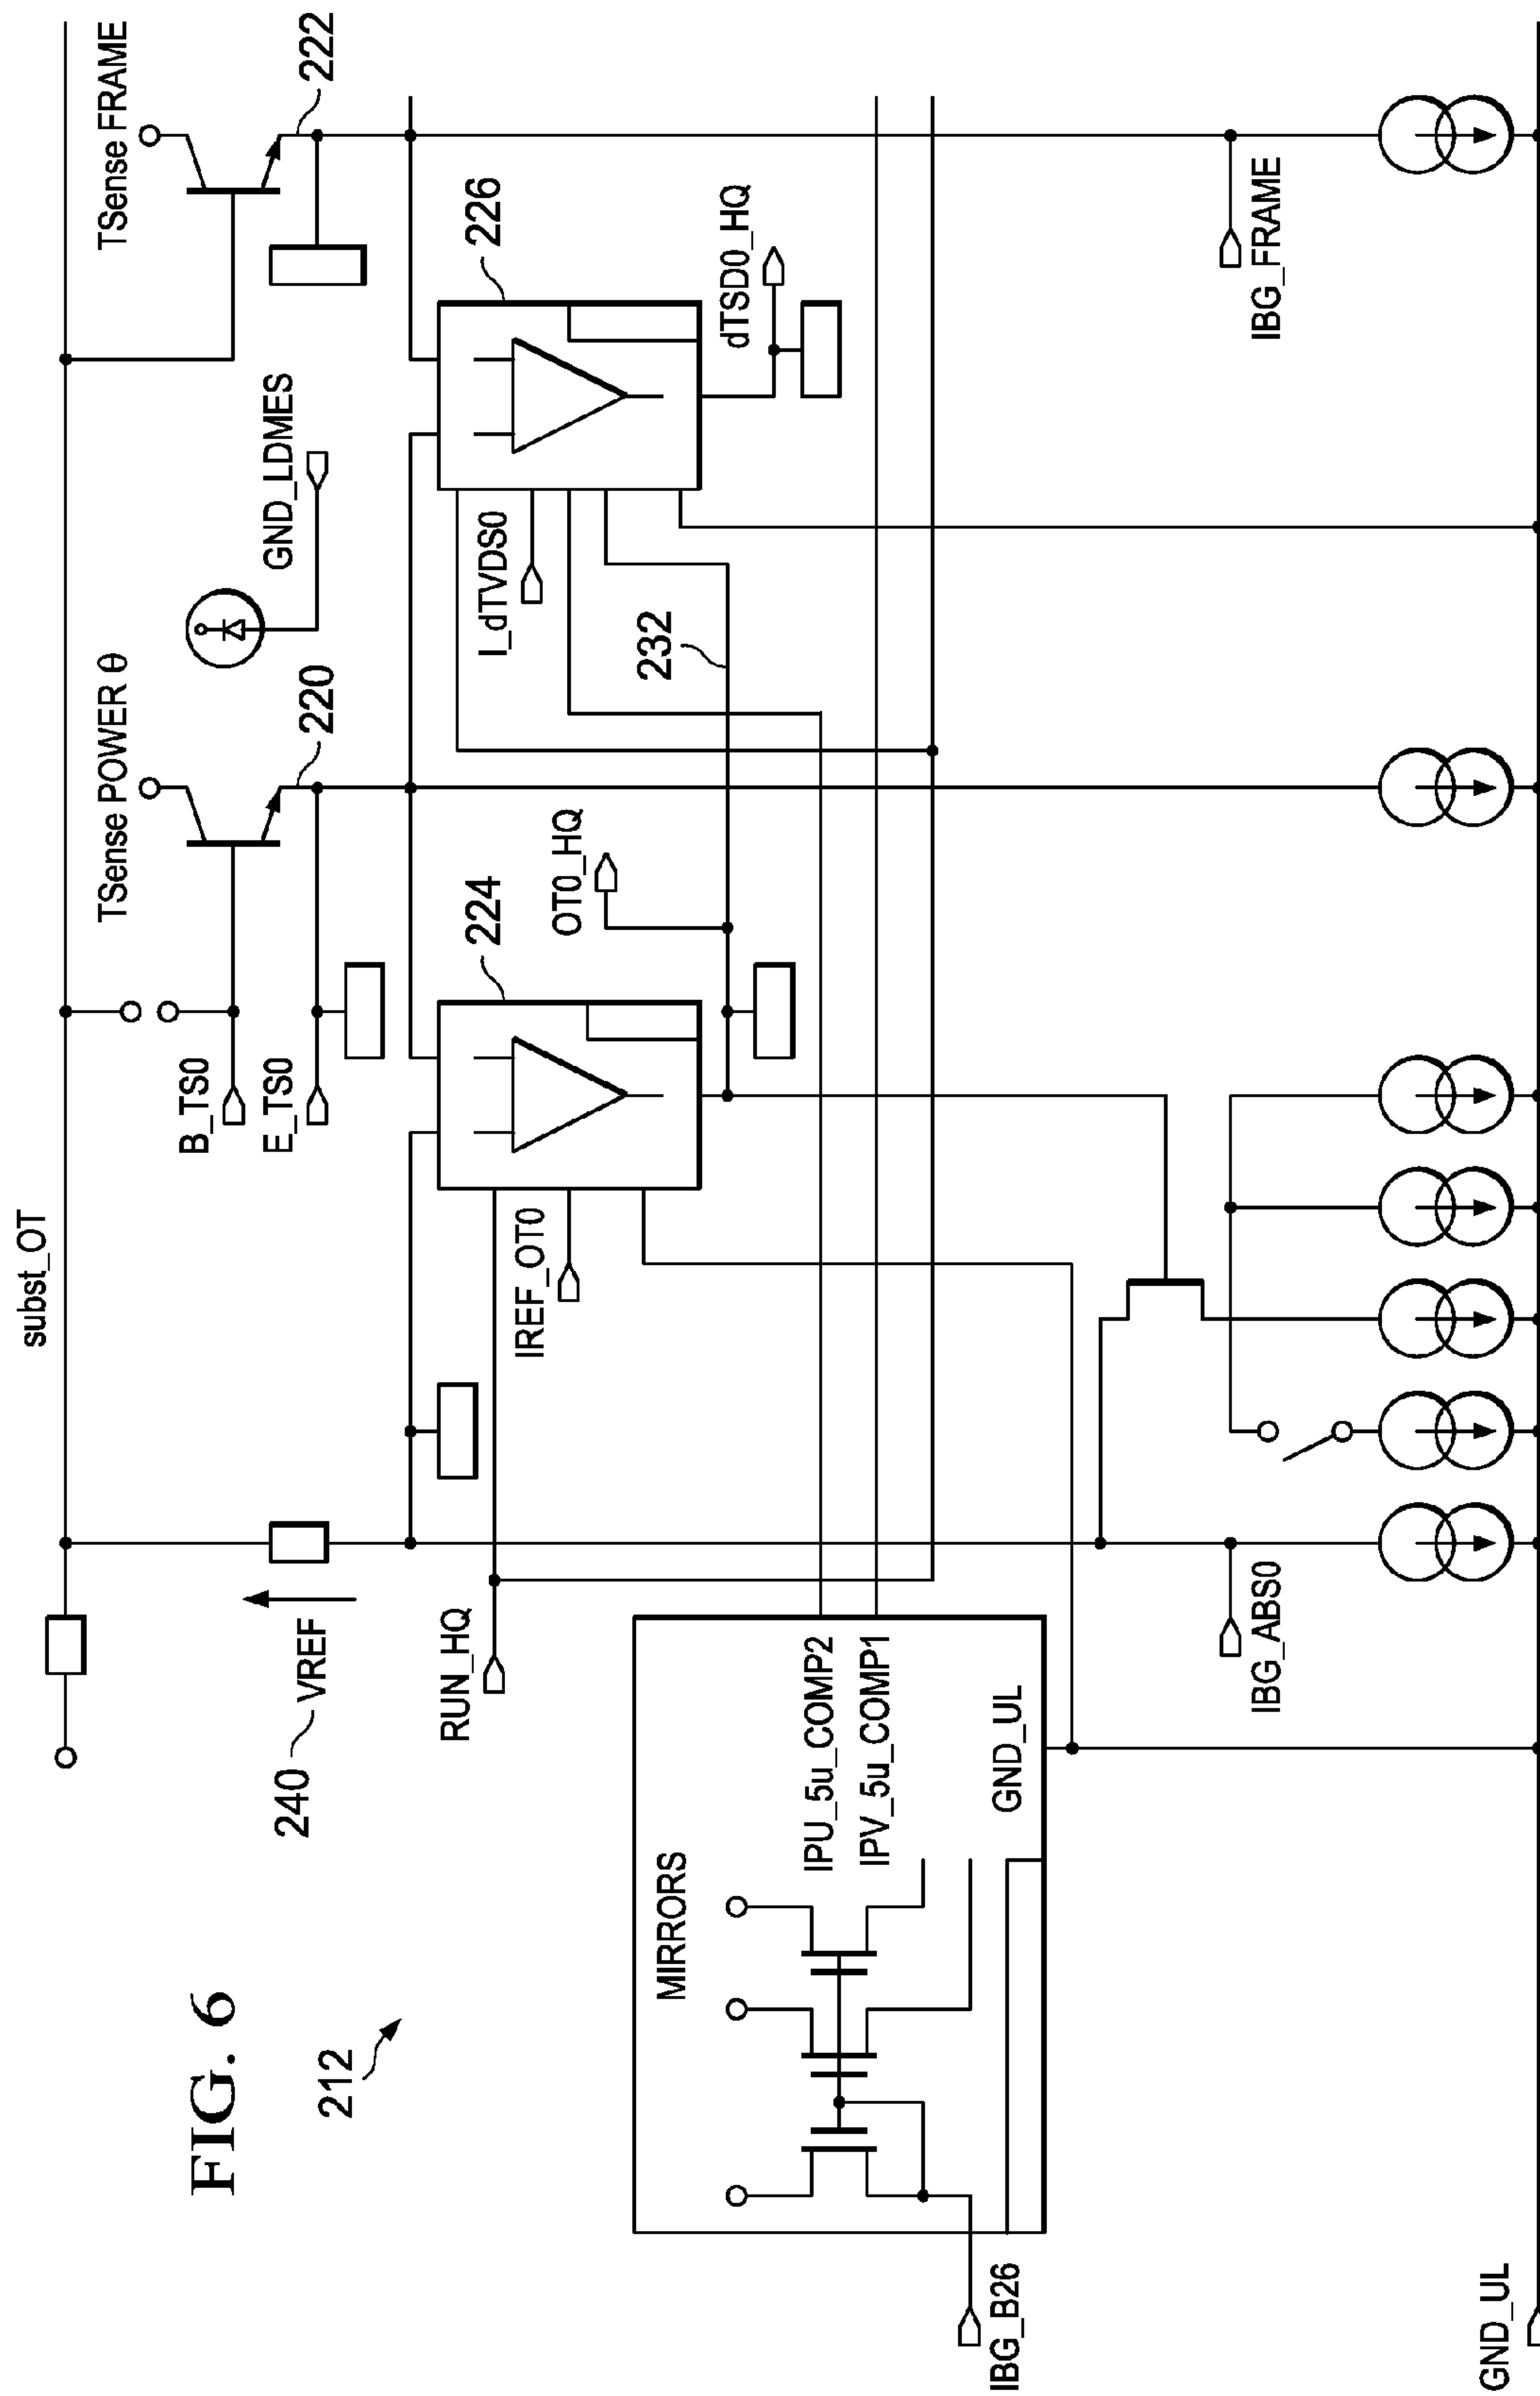 FIG. 6
212
subst_OT
240
VREF
TSense POWER θ
220
TSense FRAME
222
GND_LDMES
B_TS0
E_TS0
224
226
RUN_HQ
IREF_OT0
OT0_HQ
I_dTVDS0
232
dTSD0_HQ
MIRRORS
IPU_5u_COMP2
IPV_5u_COMP1
GND_UL
IBG_B26
IBG_ABS0
IBG_FRAME
GND_UL